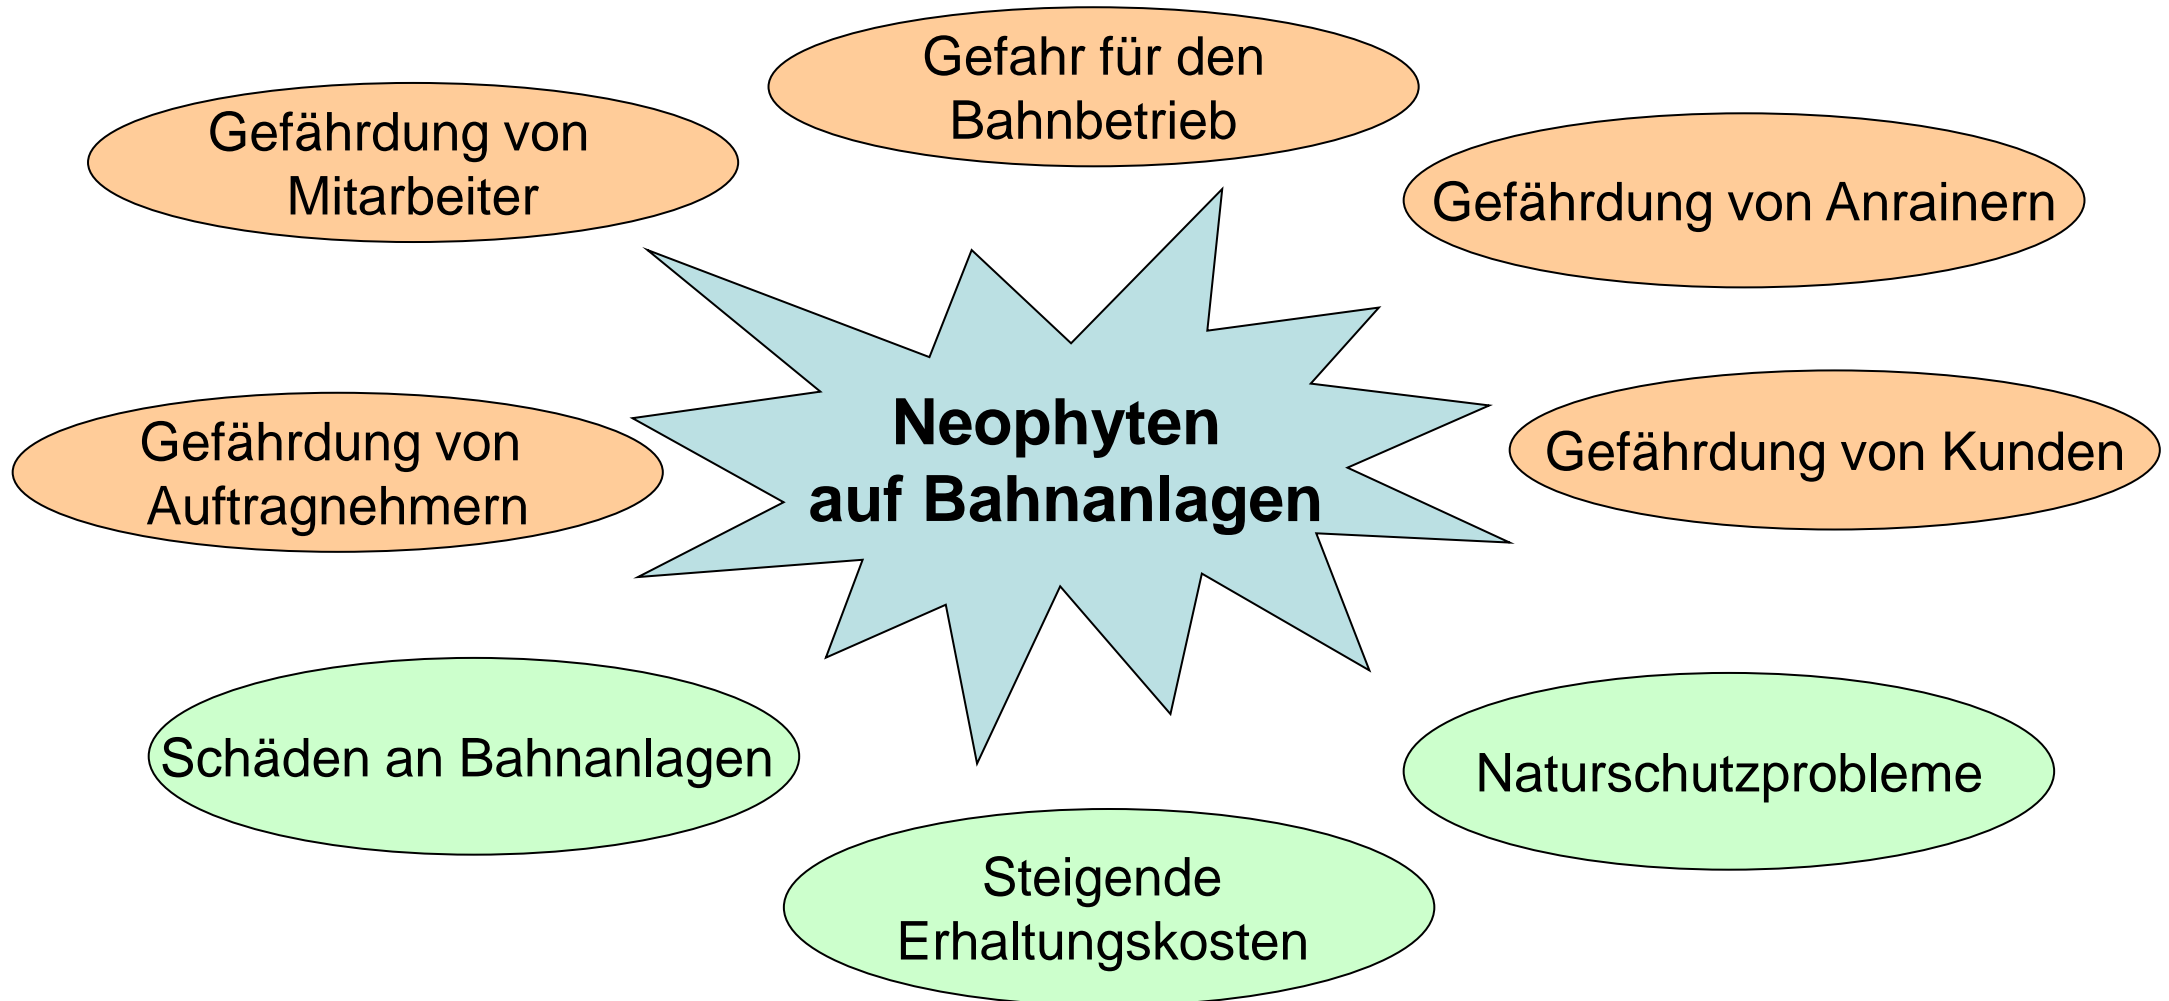 Gefahr für den
Bahnbetrieb
Gefährdung von
Mitarbeiter
Gefährdung von Anrainern
Neophyten
auf Bahnanlagen
Gefährdung von
Auftragnehmern
Gefährdung von Kunden
Schäden an Bahnanlagen
Naturschutzprobleme
Steigende
Erhaltungskosten